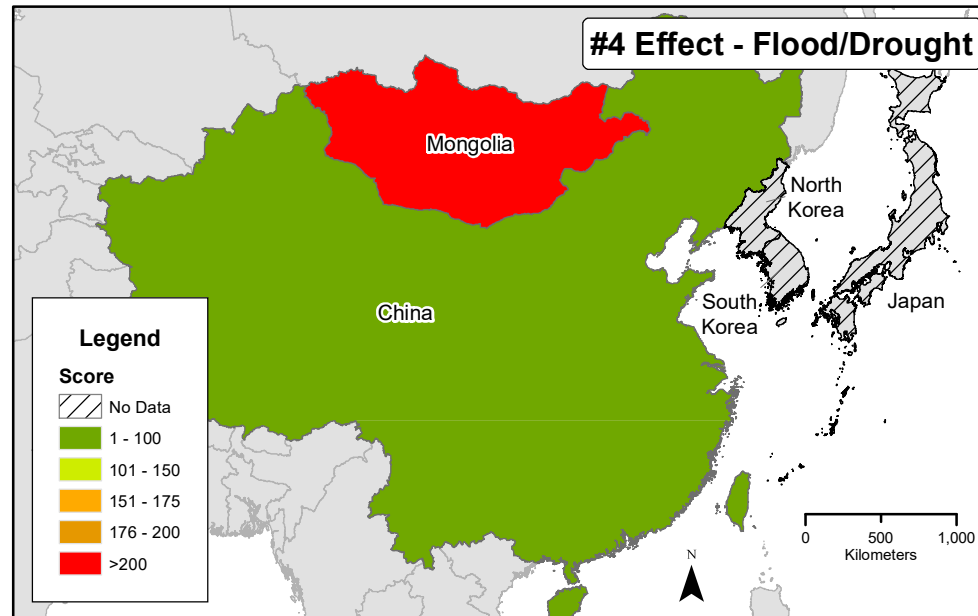 #4 Effect - Flood/Drought
Mongolia
North
Korea
China
South
Korea
Japan
Legend
Score
No Data
1 - 100
101 - 150
151 - 175
176 - 200
>200
0 500 1,000
Kilometers
N